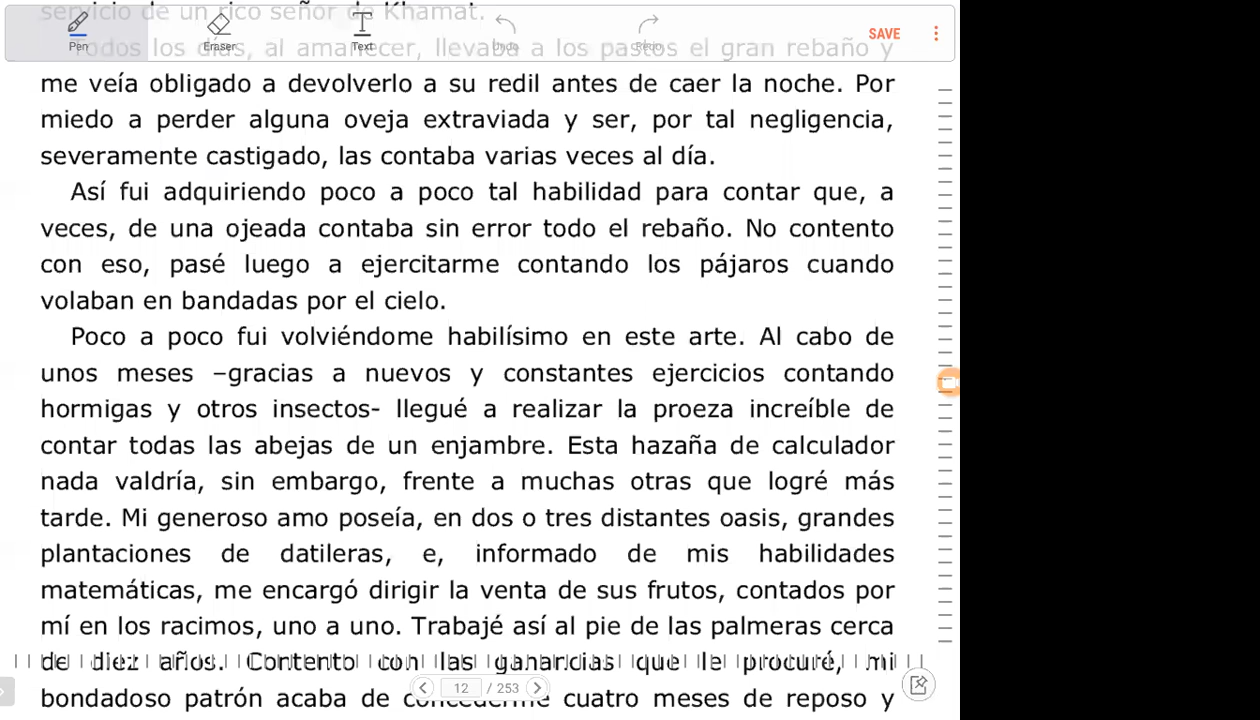 servicio de un rico señor de Khamat.
Pen Eraser Text Undo Redo SAVE
Todos los días, al amanecer, llevaba a los pastos el gran rebaño y
me veía obligado a devolverlo a su redil antes de caer la noche. Por
miedo a perder alguna oveja extraviada y ser, por tal negligencia,
severamente castigado, las contaba varias veces al día.
Así fui adquiriendo poco a poco tal habilidad para contar que, a
veces, de una ojeada contaba sin error todo el rebaño. No contento
con eso, pasé luego a ejercitarme contando los pájaros cuando
volaban en bandadas por el cielo.
Poco a poco fui volviéndome habilísimo en este arte. Al cabo de
unos meses –gracias a nuevos y constantes ejercicios contando
hormigas y otros insectos- llegué a realizar la proeza increíble de
contar todas las abejas de un enjambre. Esta hazaña de calculador
nada valdría, sin embargo, frente a muchas otras que logré más
tarde. Mi generoso amo poseía, en dos o tres distantes oasis, grandes
plantaciones de datileras, e, informado de mis habilidades
matemáticas, me encargó dirigir la venta de sus frutos, contados por
mí en los racimos, uno a uno. Trabajé así al pie de las palmeras cerca
de diez años. Contento con las ganancias que le procuré, mi
bondadoso patrón acaba de concederme cuatro meses de reposo y
12 / 253